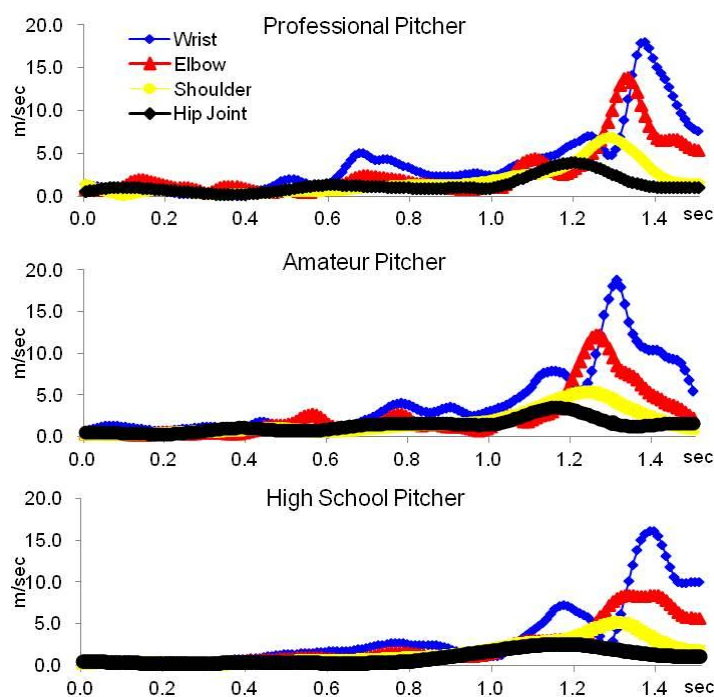 Professional Pitcher
Wrist
Elbow
Shoulder
Hip Joint
m/sec
20.0
15.0
10.0
5.0
0.0
0.0 0.2 0.4 0.6 0.8 1.0 1.2 1.4 sec
Amateur Pitcher
m/sec
20.0
15.0
10.0
5.0
0.0
0.0 0.2 0.4 0.6 0.8 1.0 1.2 1.4 sec
High School Pitcher
m/sec
20.0
15.0
10.0
5.0
0.0
0.0 0.2 0.4 0.6 0.8 1.0 1.2 1.4 sec